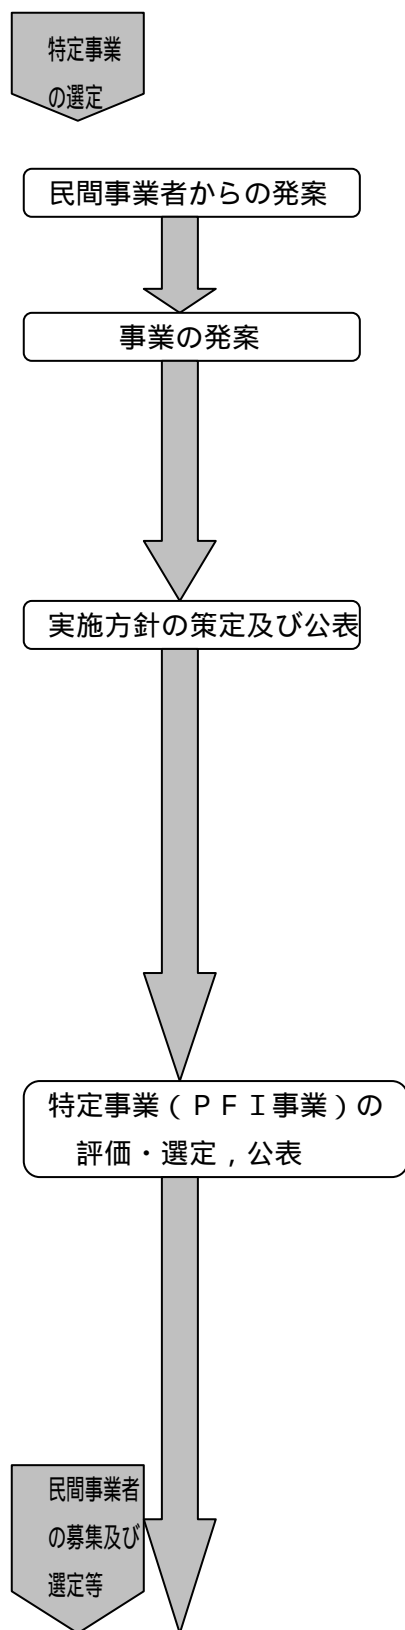 特定事業
の選定
民間事業者からの発案
事業の発案
実施方針の策定及び公表
特定事業（ＰＦＩ事業）の
評価・選定，公表
民間事業者
の募集及び
選定等